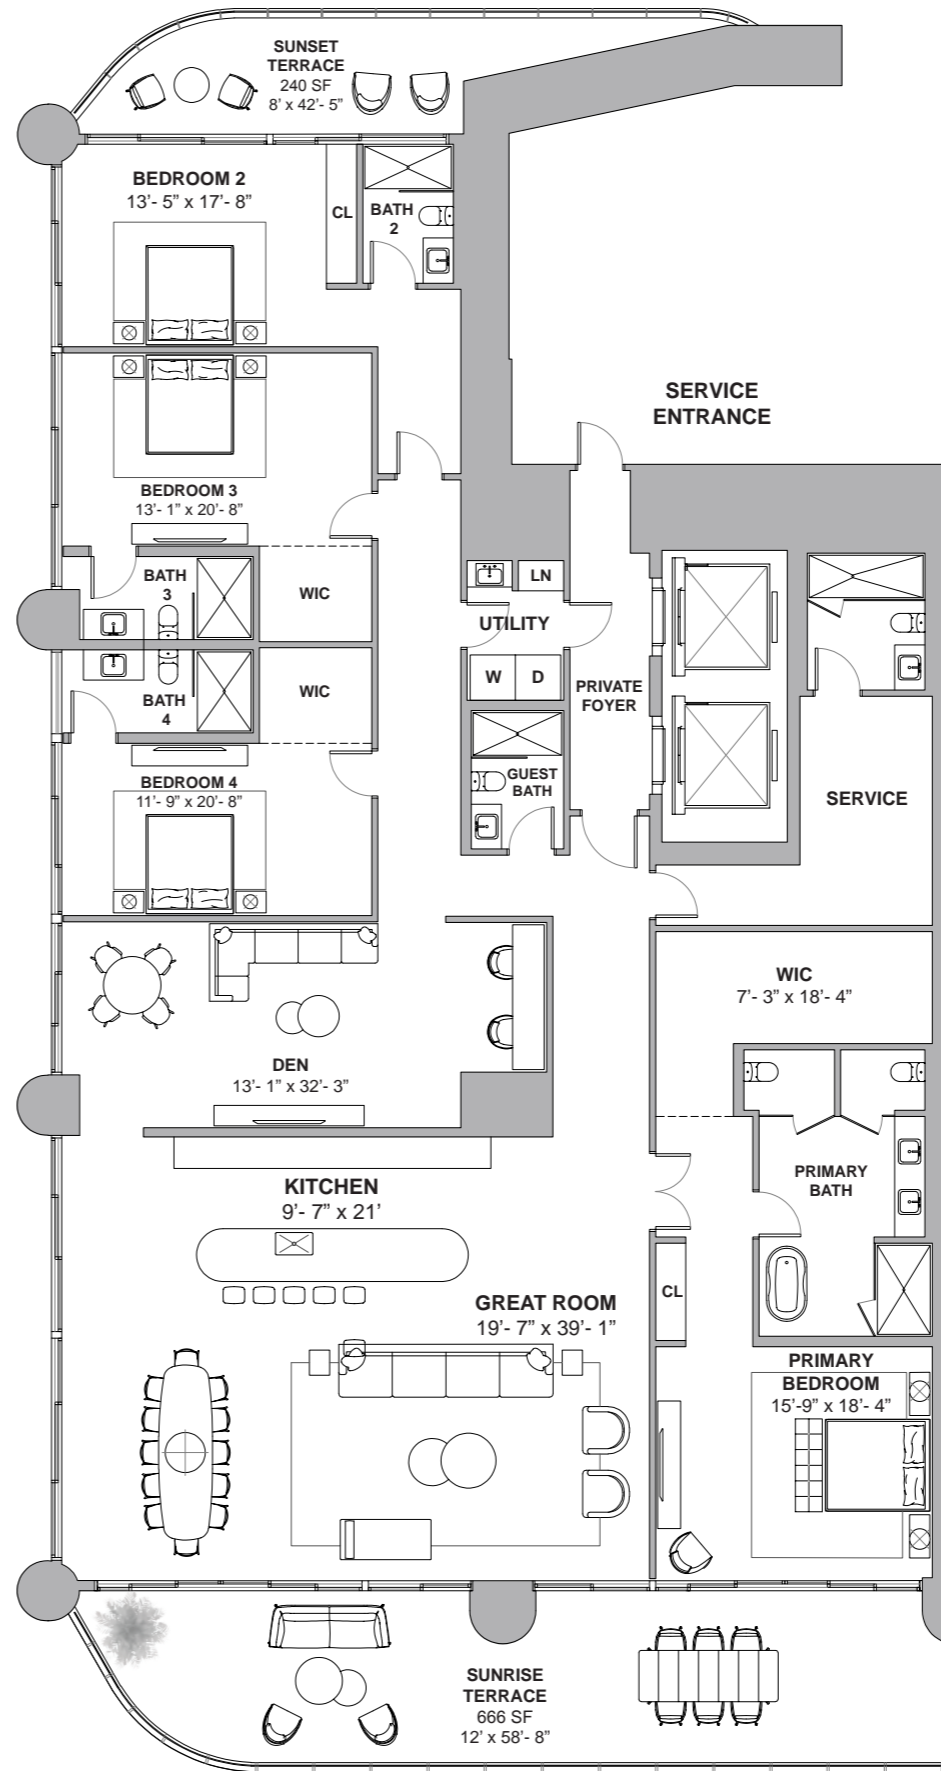 SUNSET
TERRACE
240 SF
8’ x 42’- 5”
BEDROOM 2
13’- 5” x 17’- 8”
CL
BATH
2
SERVICE
ENTRANCE
BEDROOM 3
13’- 1” x 20’- 8”
BATH
3
WIC
LN
UTILITY
W
D
PRIVATE
FOYER
WIC
BATH
4
GUEST
BATH
BEDROOM 4
11’- 9” x 20’- 8”
SERVICE
WIC
7’- 3” x 18’- 4”
DEN
13’- 1” x 32’- 3”
PRIMARY
BATH
KITCHEN
9’- 7” x 21’
CL
GREAT ROOM
19’- 7” x 39’- 1”
PRIMARY
BEDROOM
15’-9” x 18’- 4”
SUNRISE
TERRACE
666 SF
12’ x 58’- 8”